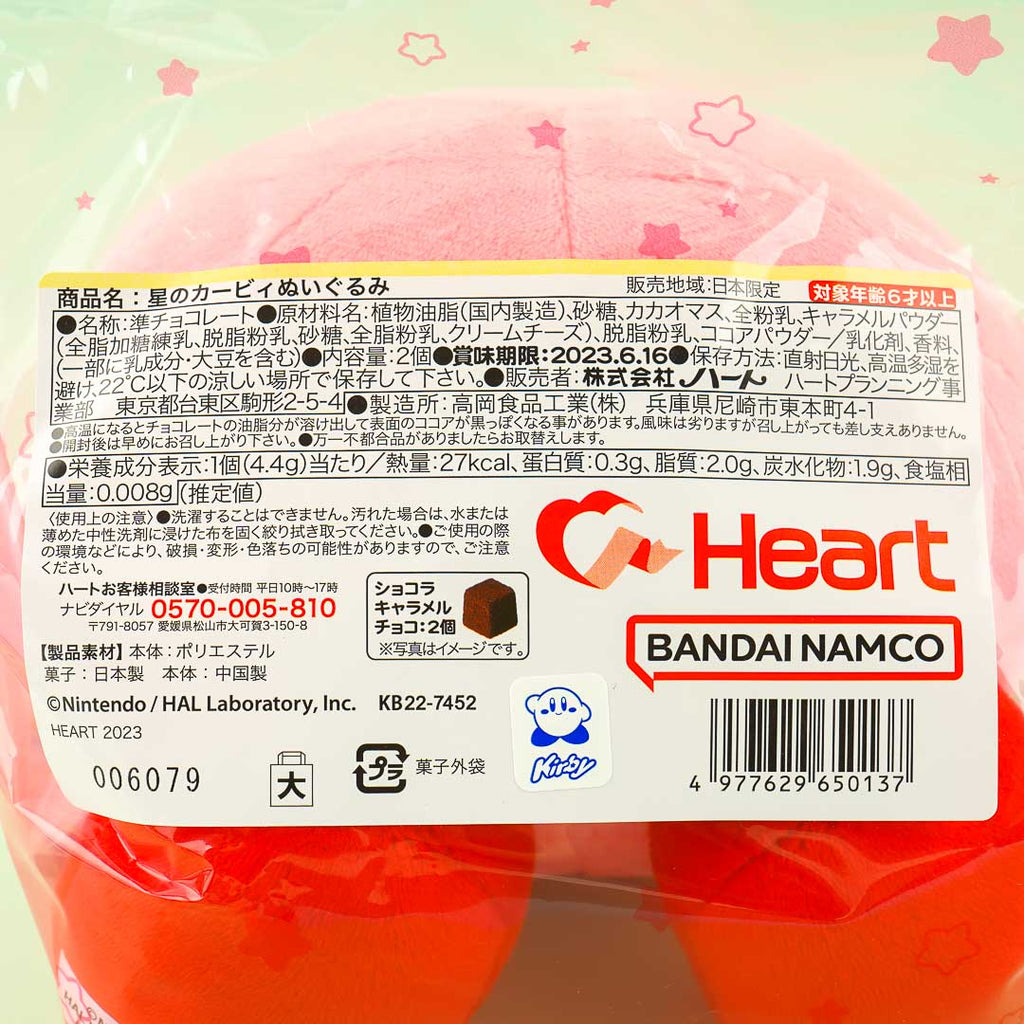 商品名：星のカービィぬいぐるみ 販売地域:日本限定 対象年齢6才以上
●名称:準チョコレート●原材料名:植物油脂(国内製造)、砂糖、カカオマス、全粉乳、キャラメルパウダー
(全脂加糖練乳、脱脂粉乳、砂糖、全脂粉乳、クリームチーズ)、脱脂粉乳、ココアパウダー/乳化剤、香料、
(一部に乳成分・大豆を含む)●内容量:2個●賞味期限:2023.6.16●保存方法:直射日光、高温多湿を
避け、22℃以下の涼しい場所で保存して下さい。●販売者:株式会社ハート ハートプランニング事
業部 東京都台東区駒形2-5-4●製造所:高岡食品工業(株) 兵庫県尼崎市東本町4-1
●高温になるとチョコレートの油脂分が溶け出して表面のココアが黒っぽくなる事があります。風味は劣りますが召し上がっても差し支えありません。
●開封後は早めにお召し上がり下さい。●万一不都合品がありましたらお取替えします。
●栄養成分表示:1個(4.4g)当たり/熱量:27kcal、蛋白質:0.3g、脂質:2.0g、炭水化物:1.9g、食塩相
当量:0.008g(推定値)
〈使用上の注意〉●洗濯することはできません。汚れた場合は、水または
薄めた中性洗剤に浸けた布を固く絞り拭き取ってください。●ご使用の際
の環境などにより、破損・変形・色落ちの可能性がありますので、ご注意
ください。
ハートお客様相談室●受付時間 平日10時〜17時
ナビダイヤル 0570-005-810
〒791-8057 愛媛県松山市大可賀3-150-8
ショコラ
キャラメル
チョコ:2個
※写真はイメージです。
Heart
BANDAI NAMCO
【製品素材】本体:ポリエステル
菓子:日本製 本体:中国製
©Nintendo / HAL Laboratory, Inc. KB22-7452
HEART 2023
006079
大
プラ
菓子外袋
Kirby
4 977629 650137